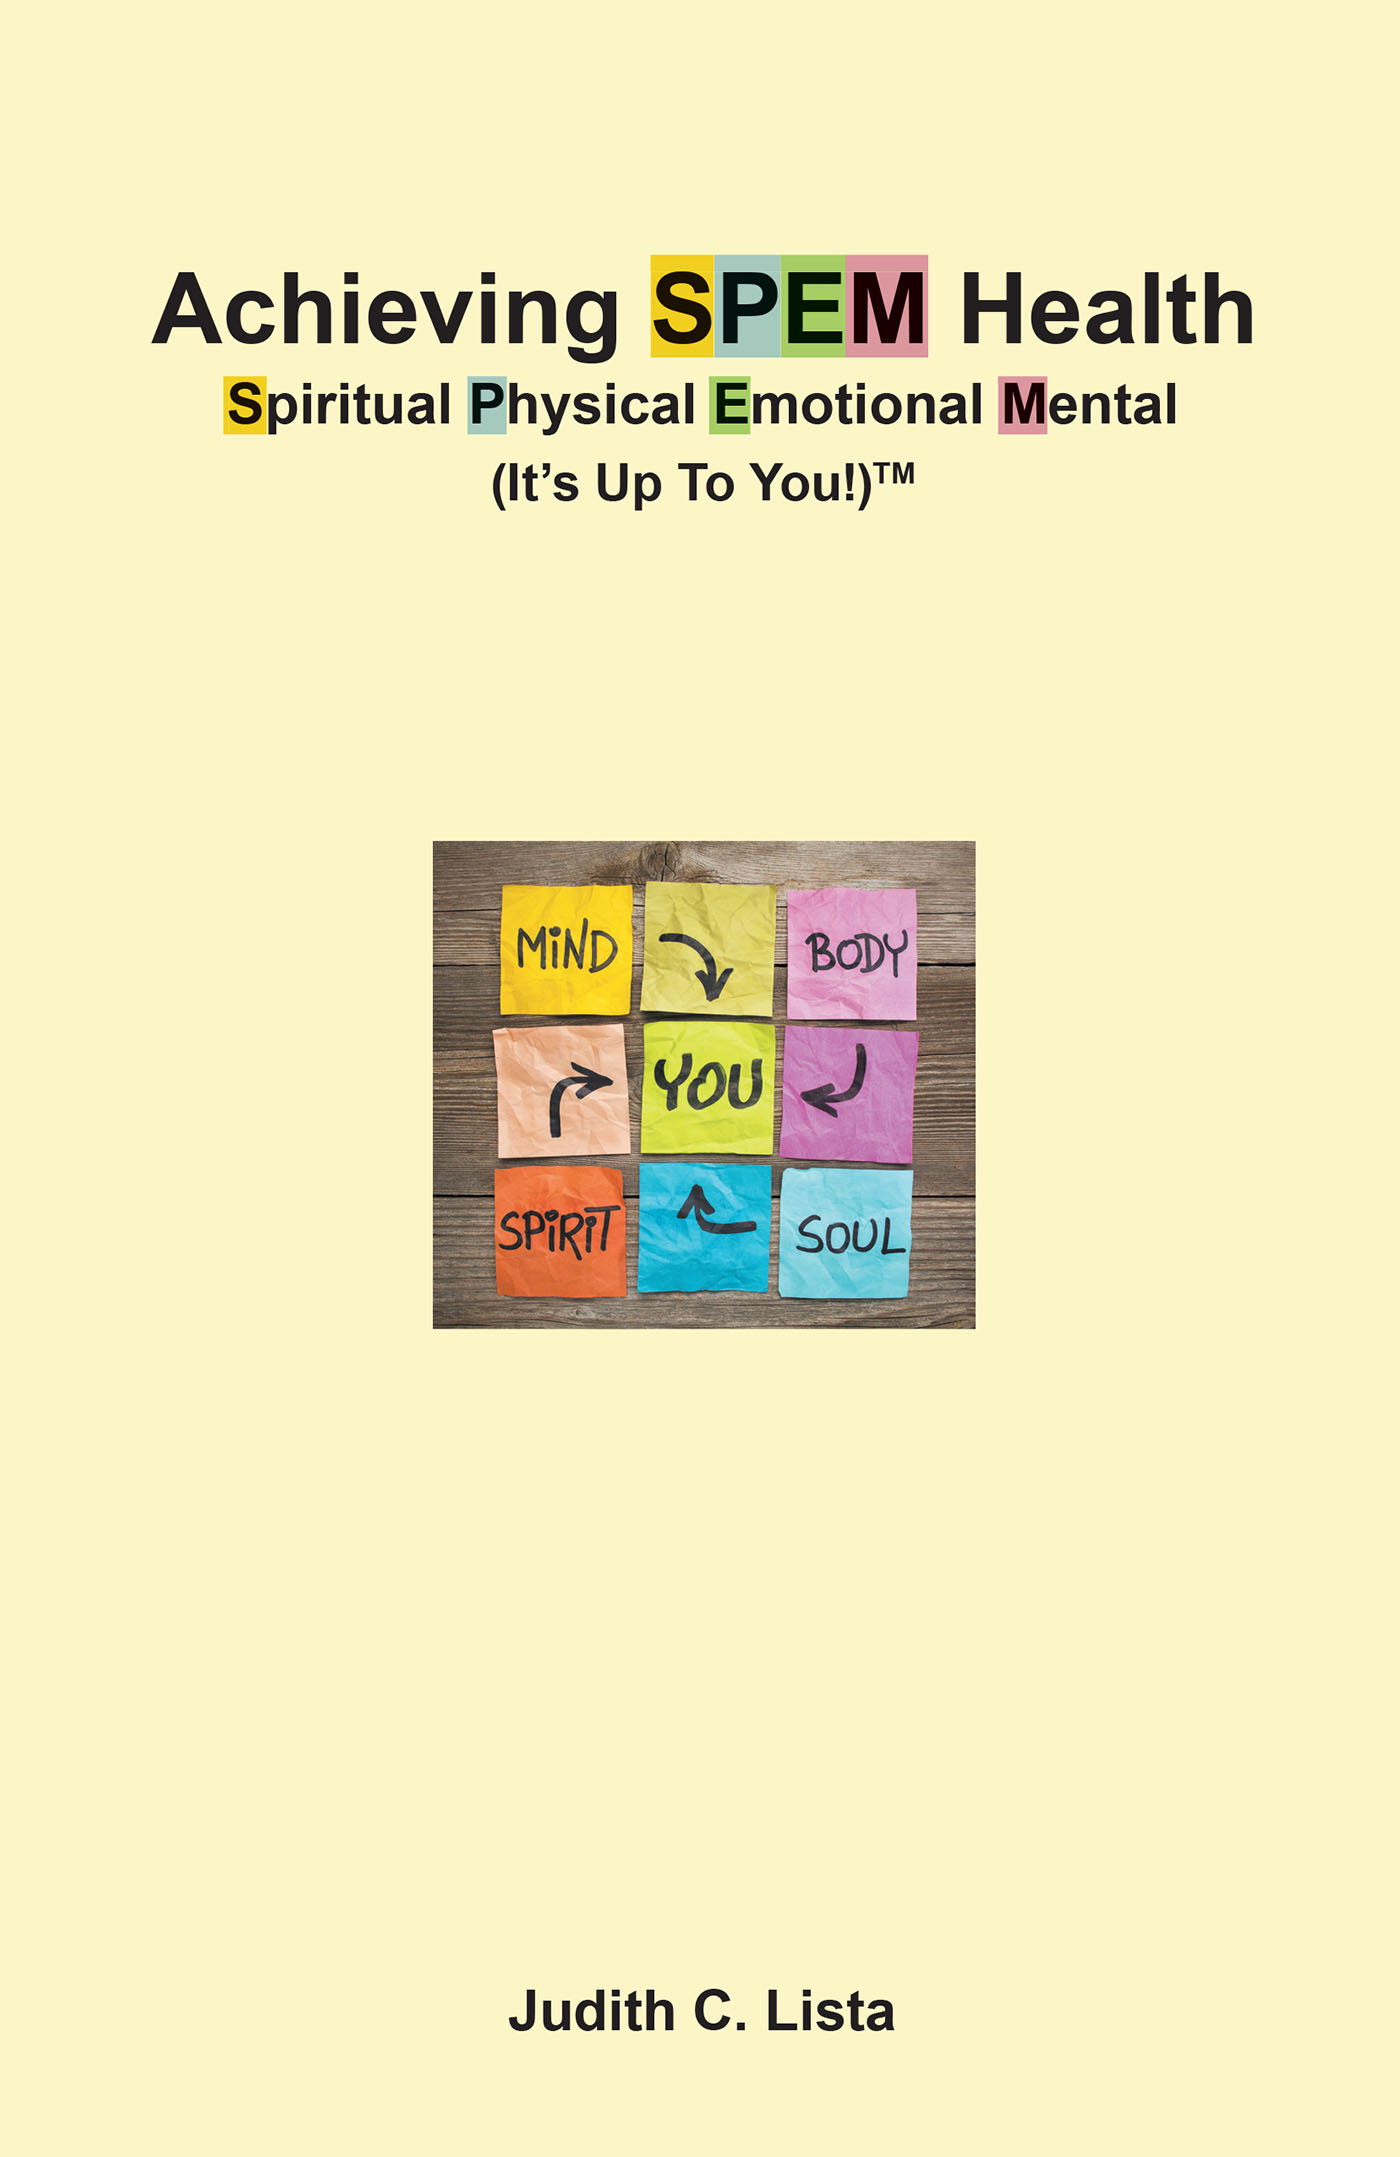 Achieving SPEM Health
Spiritual Physical Emotional Mental
(It’s Up To You!)™
MiND
BODY
YOU
SPiRiT
SOUL
Judith C. Lista